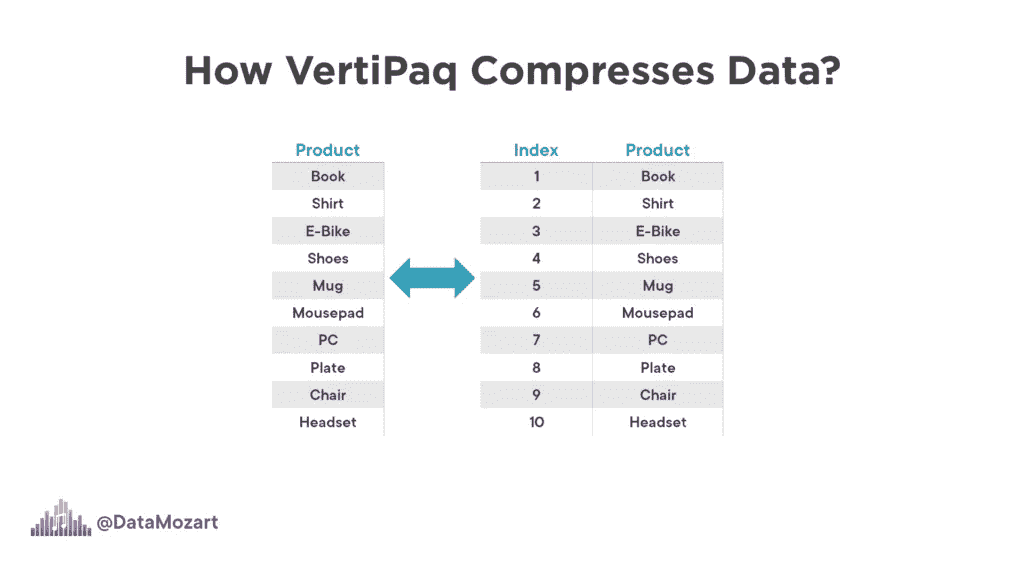 How VertiPaq Compresses Data?
Product Index Product
Book 1 Book
Shirt 2 Shirt
E-Bike 3 E-Bike
Shoes 4 Shoes
Mug 5 Mug
Mousepad 6 Mousepad
PC 7 PC
Plate 8 Plate
Chair 9 Chair
Headset 10 Headset
@DataMozart